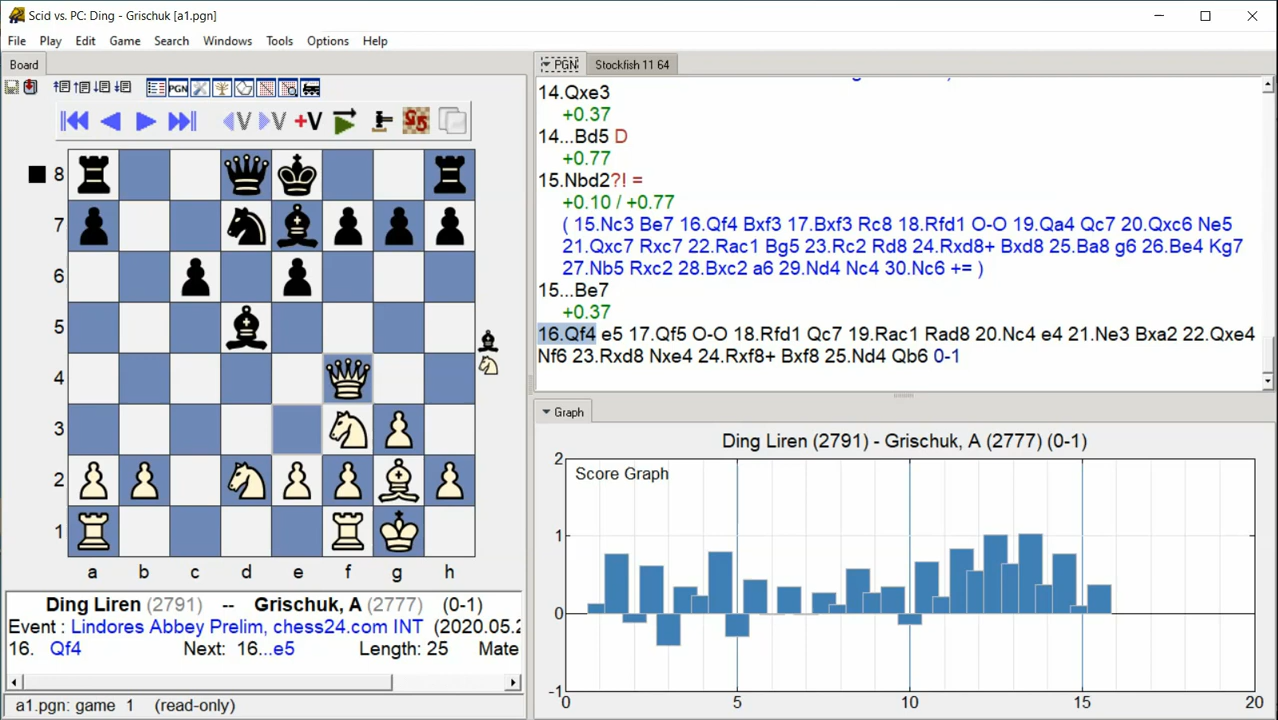 Scid vs. PC: Ding - Grischuk [a1.pgn]
File Play Edit Game Search Windows Tools Options Help
Board
PGN Stockfish 11 64
PGN
V V +V
8
7
6
5
4
3
2
1
a b c d e f g h
14.Qxe3
+0.37
14...Bd5 D
+0.77
15.Nbd2?! =
+0.10 / +0.77
( 15.Nc3 Be7 16.Qf4 Bxf3 17.Bxf3 Rc8 18.Rfd1 O-O 19.Qa4 Qc7 20.Qxc6 Ne5
21.Qxc7 Rxc7 22.Rac1 Bg5 23.Rc2 Rd8 24.Rxd8+ Bxd8 25.Ba8 g6 26.Be4 Kg7
27.Nb5 Rxc2 28.Bxc2 a6 29.Nd4 Nc4 30.Nc6 += )
15...Be7
+0.37
16.Qf4 e5 17.Qf5 O-O 18.Rfd1 Qc7 19.Rac1 Rad8 20.Nc4 e4 21.Ne3 Bxa2 22.Qxe4
Nf6 23.Rxd8 Nxe4 24.Rxf8+ Bxf8 25.Nd4 Qb6 0-1
Graph
Ding Liren (2791) - Grischuk, A (2777) (0-1)
Score Graph
2
1
0
-1
0 5 10 15 20
Ding Liren (2791) -- Grischuk, A (2777) (0-1)
Event : Lindores Abbey Prelim, chess24.com INT (2020.05.2
16. Qf4 Next: 16...e5 Length: 25 Mate
a1.pgn: game 1 (read-only)